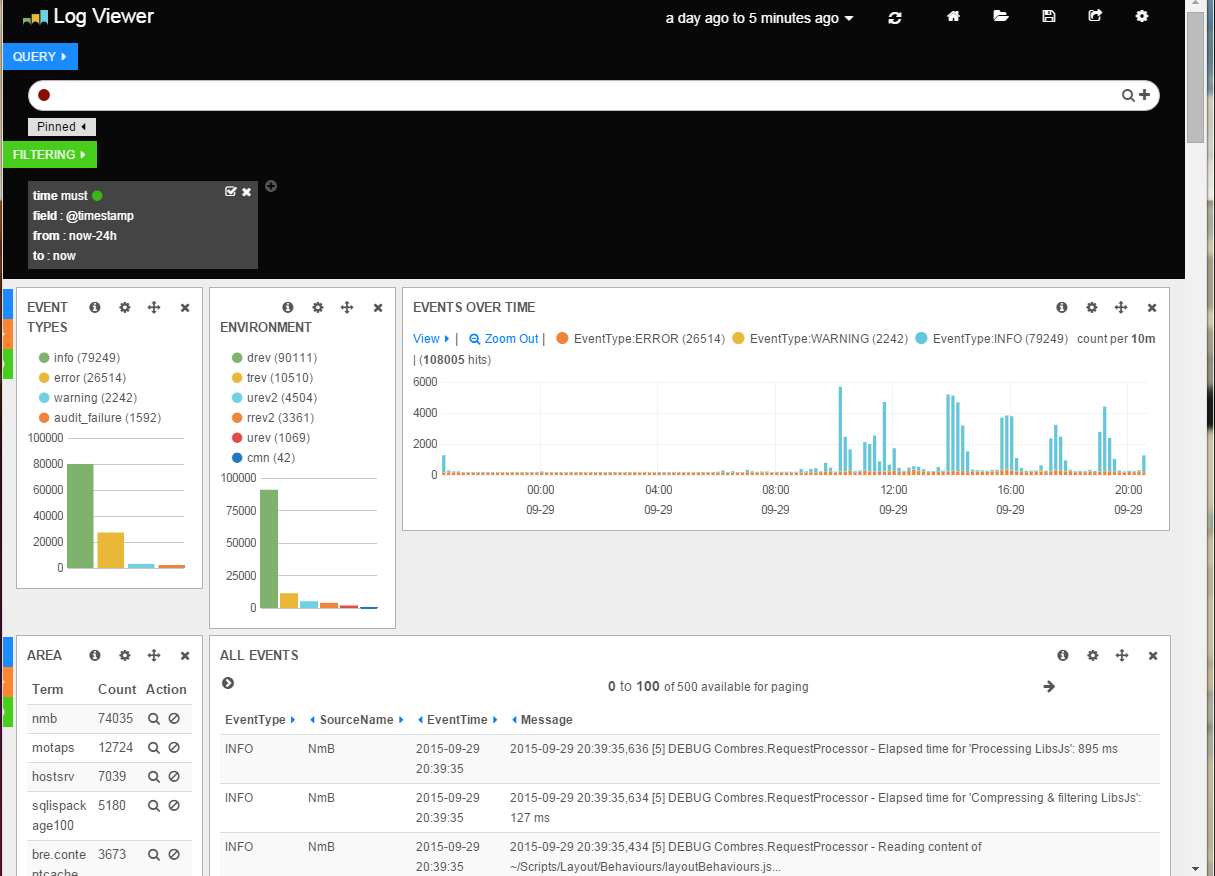 Log Viewer
a day ago to 5 minutes ago
QUERY
Pinned
FILTERING
time must
field : @timestamp
from : now-24h
to : now
EVENT
TYPES
info (79249)
error (26514)
warning (2242)
audit_failure (1592)
100000
80000
60000
40000
20000
0
ENVIRONMENT
drev (90111)
trev (10510)
urev2 (4504)
rrev2 (3361)
urev (1069)
cmn (42)
100000
75000
50000
25000
0
EVENTS OVER TIME
View | Zoom Out | EventType:ERROR (26514) EventType:WARNING (2242) EventType:INFO (79249) count per 10m
| (108005 hits)
6000
4000
2000
0
00:00 04:00 08:00 12:00 16:00 20:00
09-29 09-29 09-29 09-29 09-29 09-29
AREA
Term Count Action
nmb 74035
motaps 12724
hostsrv 7039
sqlispack 5180
age100
bre.conte 3673
ntcache
ALL EVENTS
0 to 100 of 500 available for paging
EventType SourceName EventTime Message
INFO NmB 2015-09-29 2015-09-29 20:39:35,636 [5] DEBUG Combres.RequestProcessor - Elapsed time for 'Processing LibsJs': 895 ms
20:39:35
INFO NmB 2015-09-29 2015-09-29 20:39:35,634 [5] DEBUG Combres.RequestProcessor - Elapsed time for 'Compressing & filtering LibsJs':
20:39:35 127 ms
INFO NmB 2015-09-29 2015-09-29 20:39:35,434 [5] DEBUG Combres.RequestProcessor - Reading content of
20:39:35 ~/Scripts/Layout/Behaviours/layoutBehaviours.js...